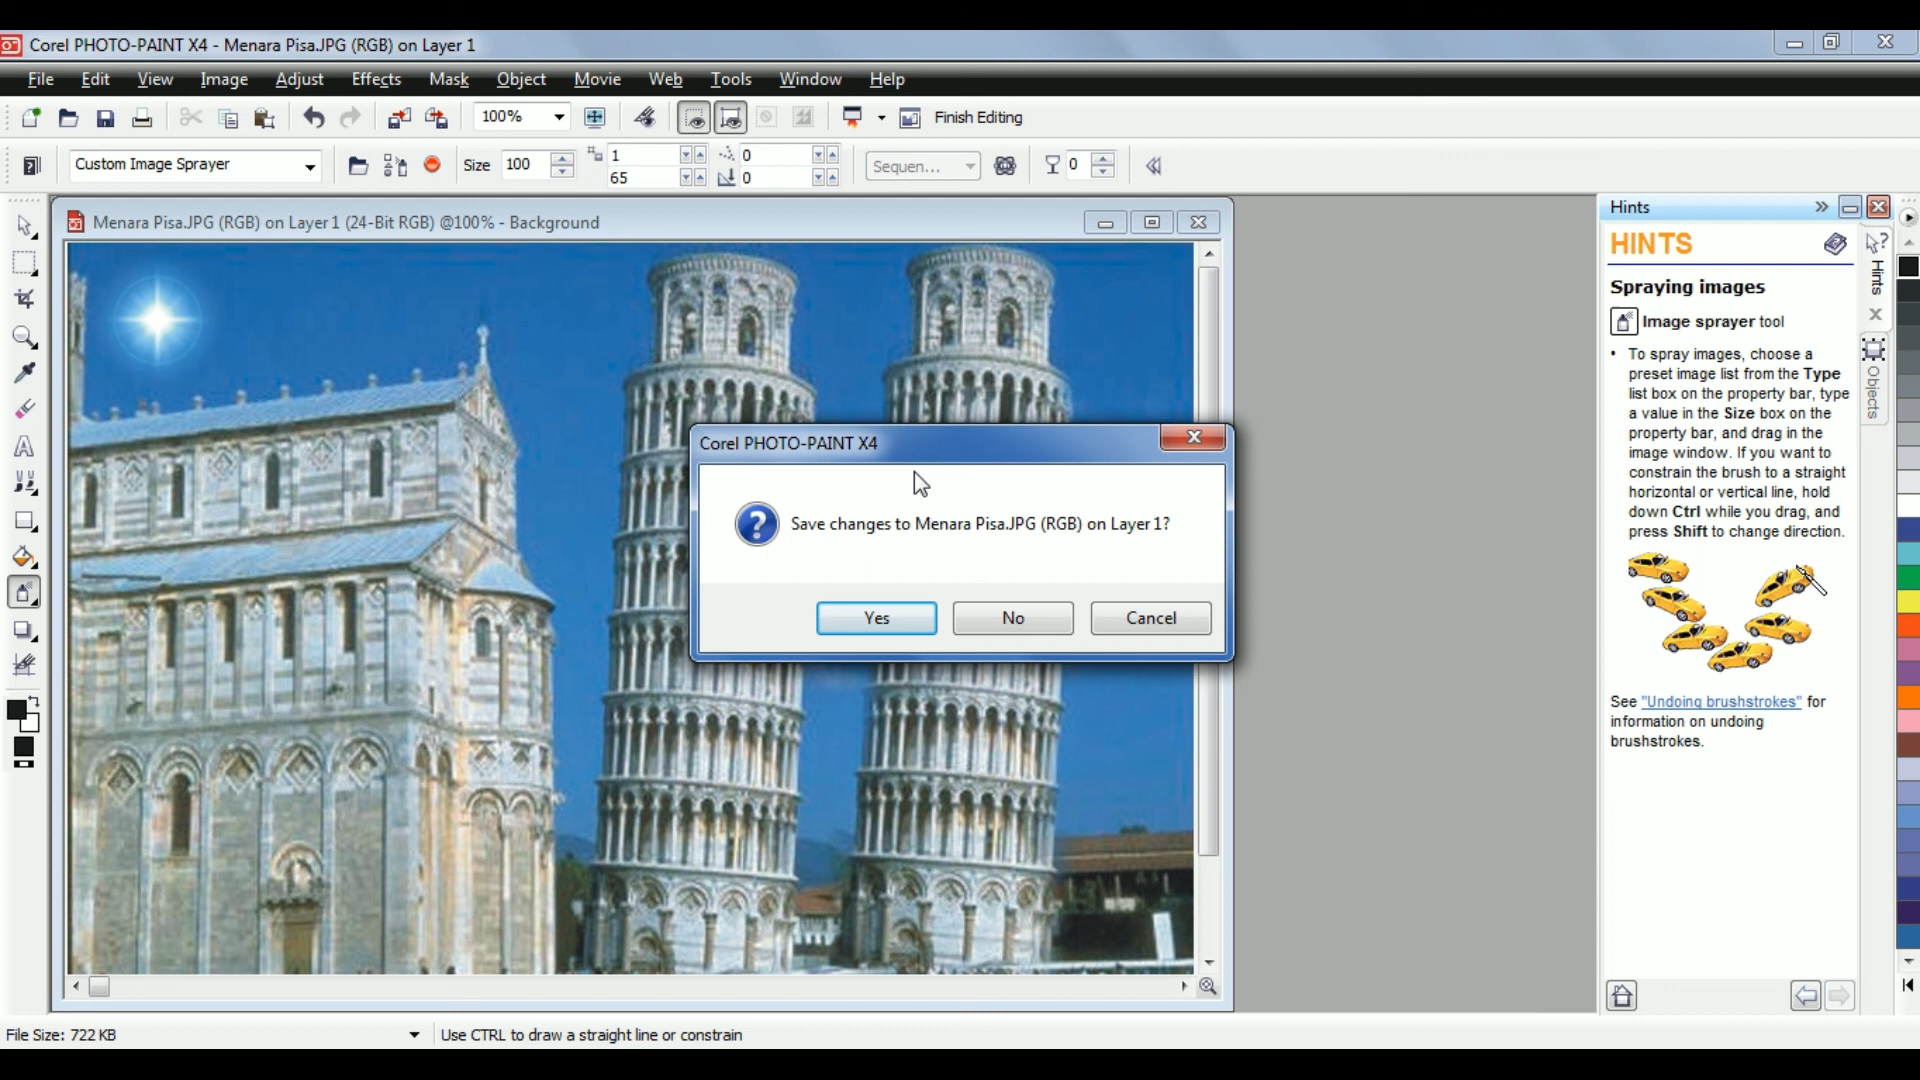 Corel PHOTO-PAINT X4 - Menara Pisa.JPG (RGB) on Layer 1
File Edit View Image Adjust Effects Mask Object Movie Web Tools Window Help
100% Finish Editing
Custom Image Sprayer Size 100 1 0 Sequen... 0
65 0
Menara Pisa.JPG (RGB) on Layer 1 (24-Bit RGB) @100% - Background
Corel PHOTO-PAINT X4
Save changes to Menara Pisa.JPG (RGB) on Layer 1?
Yes No Cancel
Hints
HINTS
Spraying images
Image sprayer tool
• To spray images, choose a
preset image list from the Type
list box on the property bar, type
a value in the Size box on the
property bar, and drag in the
image window. If you want to
constrain the brush to a straight
horizontal or vertical line, hold
down Ctrl while you drag, and
press Shift to change direction.
See "Undoing brushstrokes" for
information on undoing
brushstrokes.
Hints
Objects
File Size: 722 KB
Use CTRL to draw a straight line or constrain